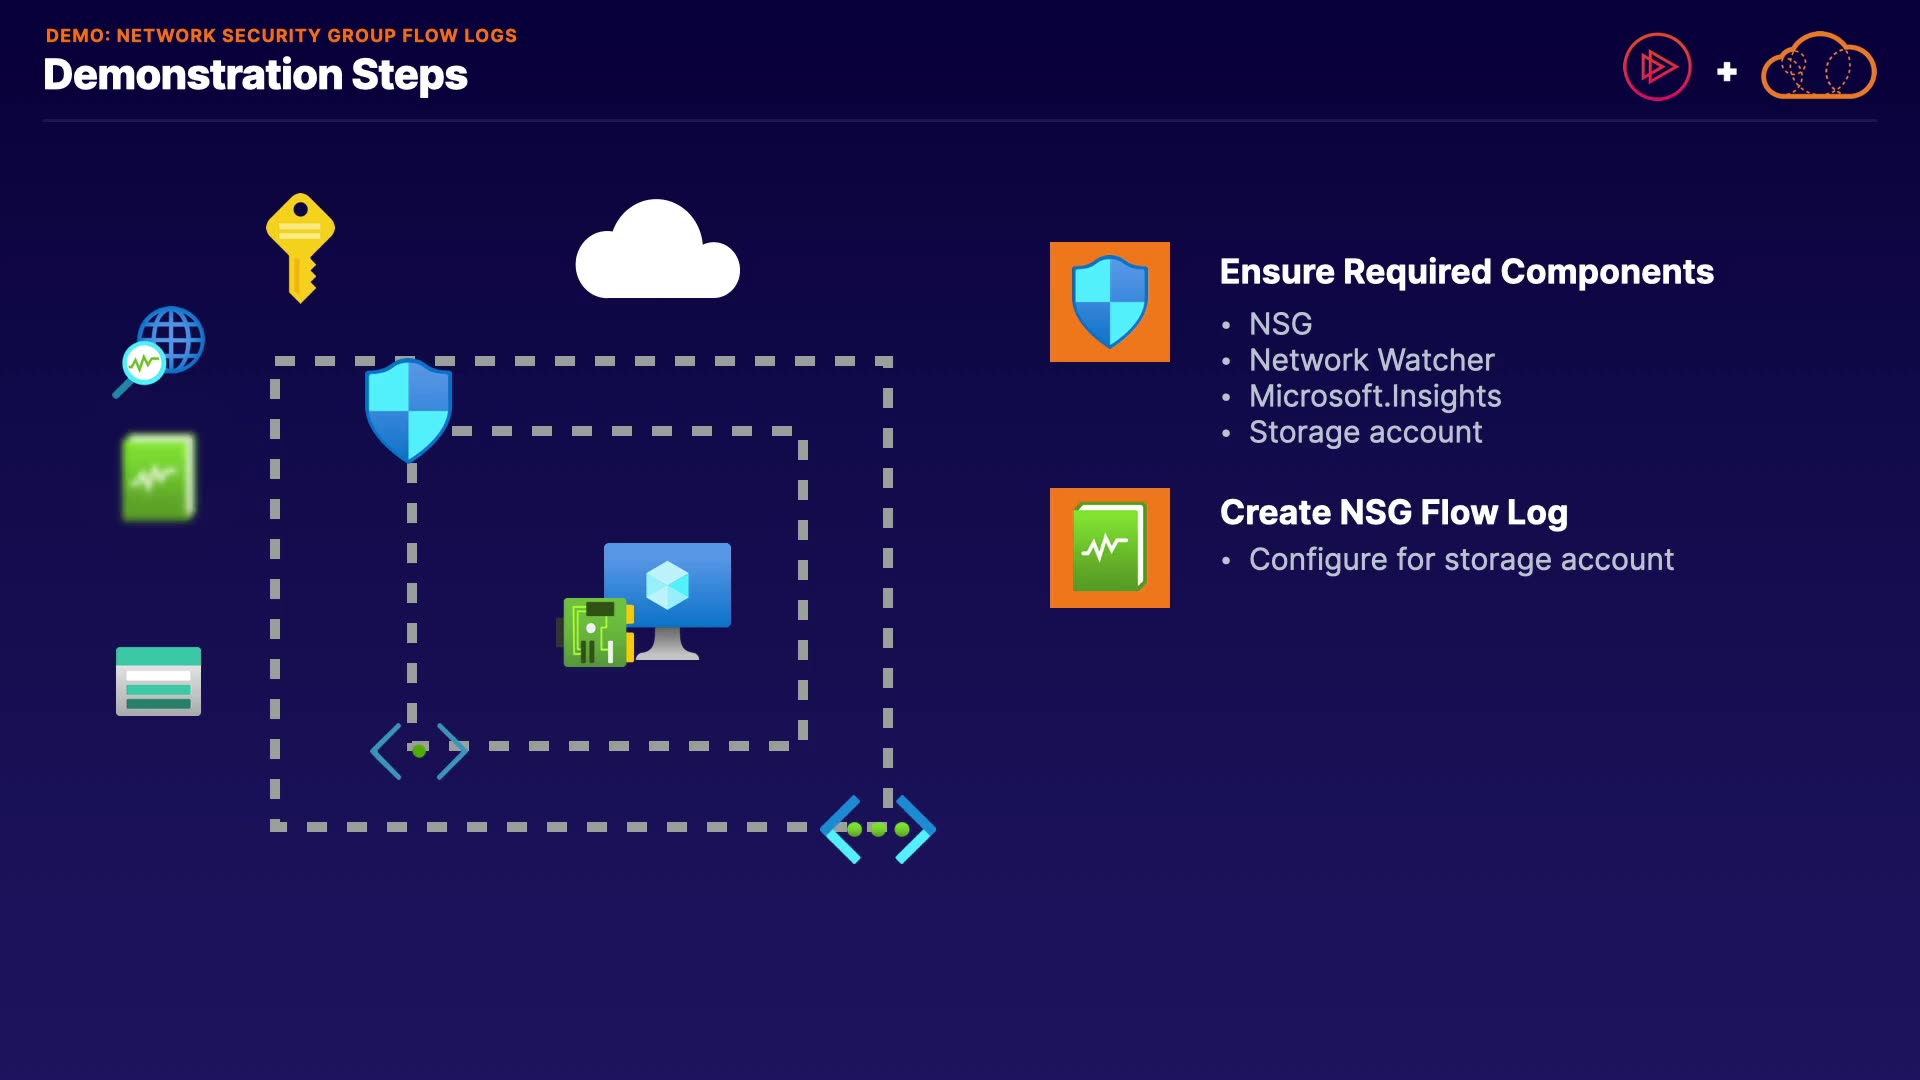 DEMO: NETWORK SECURITY GROUP FLOW LOGS
Demonstration Steps
Ensure Required Components
• NSG
• Network Watcher
• Microsoft.Insights
• Storage account
Create NSG Flow Log
• Configure for storage account